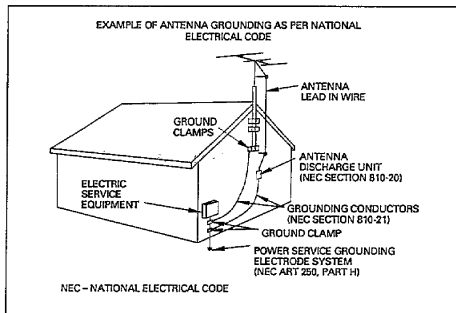 EXAMPLE OF ANTENNA GROUNDING AS PER NATIONAL
ELECTRICAL CODE
ANTENNA
LEAD IN WIRE
GROUND
CLAMPS
ANTENNA
DISCHARGE UNIT
(NEC SECTION 810-20)
ELECTRIC
SERVICE
EQUIPMENT
GROUNDING CONDUCTORS
(NEC SECTION 810-21)
GROUND CLAMP
POWER SERVICE GROUNDING
ELECTRODE SYSTEM
(NEC ART 250, PART H)
NEC – NATIONAL ELECTRICAL CODE